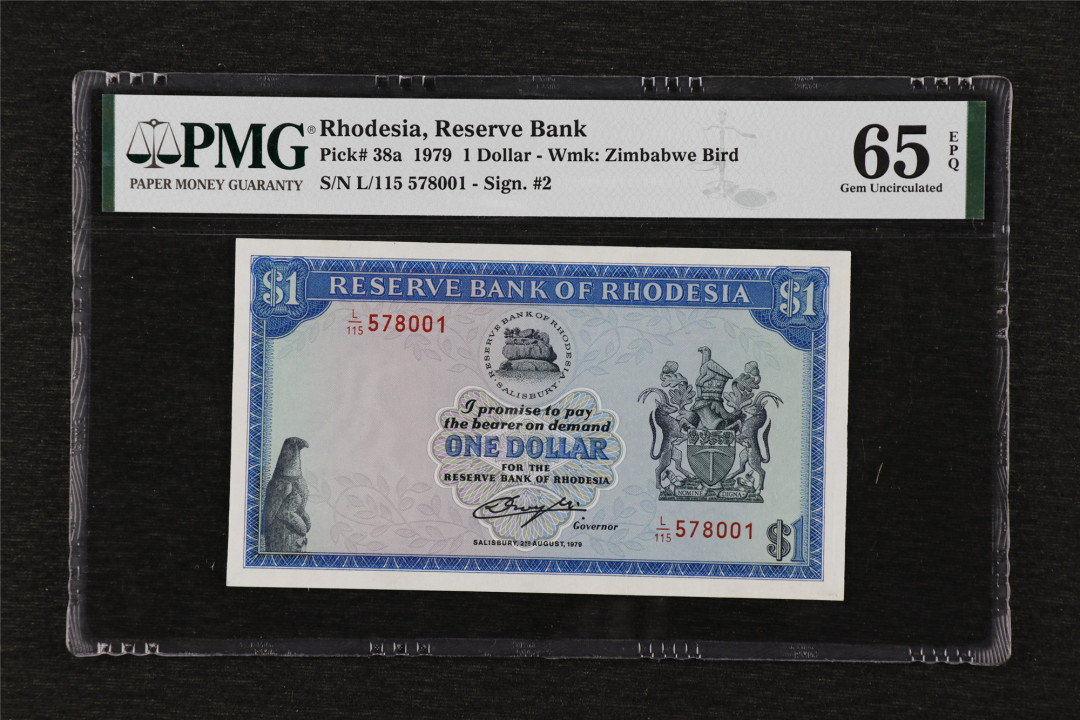 PMG®
PAPER MONEY GUARANTY
Rhodesia, Reserve Bank
Pick# 38a 1979 1 Dollar - Wmk: Zimbabwe Bird
S/N L/115 578001 - Sign. #2
65
EPQ
Gem Uncirculated
$1 RESERVE BANK OF RHODESIA $1
L/115 578001
RESERVE BANK OF RHODESIA
· SALISBURY ·
I promise to pay
the bearer on demand
ONE DOLLAR
FOR THE
RESERVE BANK OF RHODESIA
Governor
SALISBURY, 2ND AUGUST, 1979
NOMINE DIGNA
L/115 578001 $1